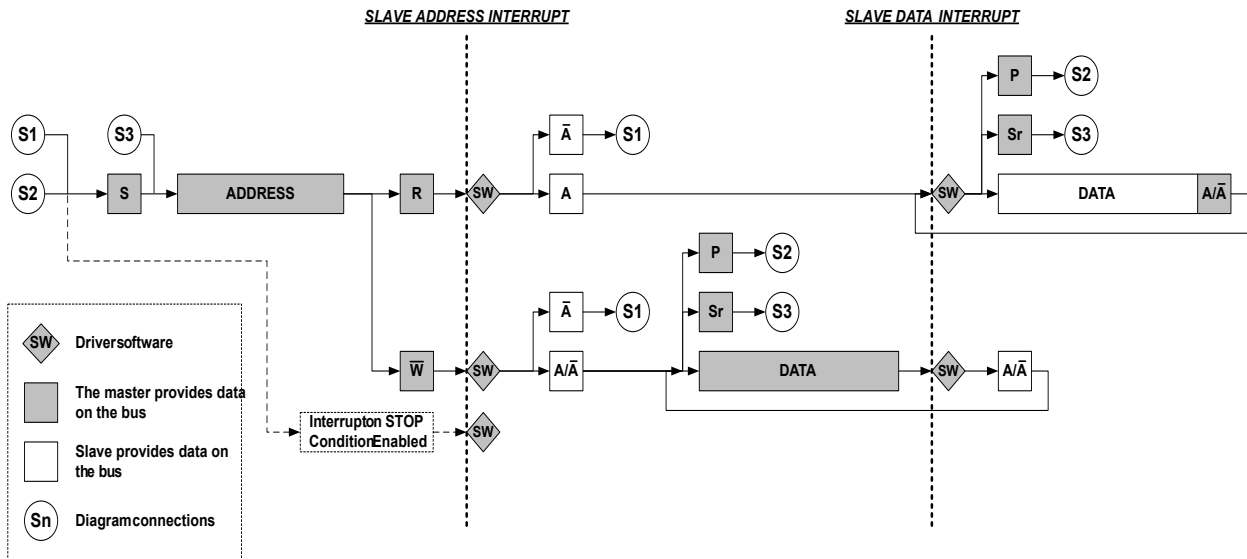 SLAVE ADDRESS INTERRUPT
SLAVE DATA INTERRUPT
P
S2
S1
S3
A̅
S1
Sr
S3
S2
S
ADDRESS
R
SW
A
SW
DATA
A/A̅
P
S2
A̅
S1
Sr
S3
W̅
SW
A/A̅
DATA
SW
A/A̅
Interrupton STOP
ConditionEnabled
SW
SW
Driversoftware
The master provides data
on the bus
Slave provides data on
the bus
Sn
Diagramconnections